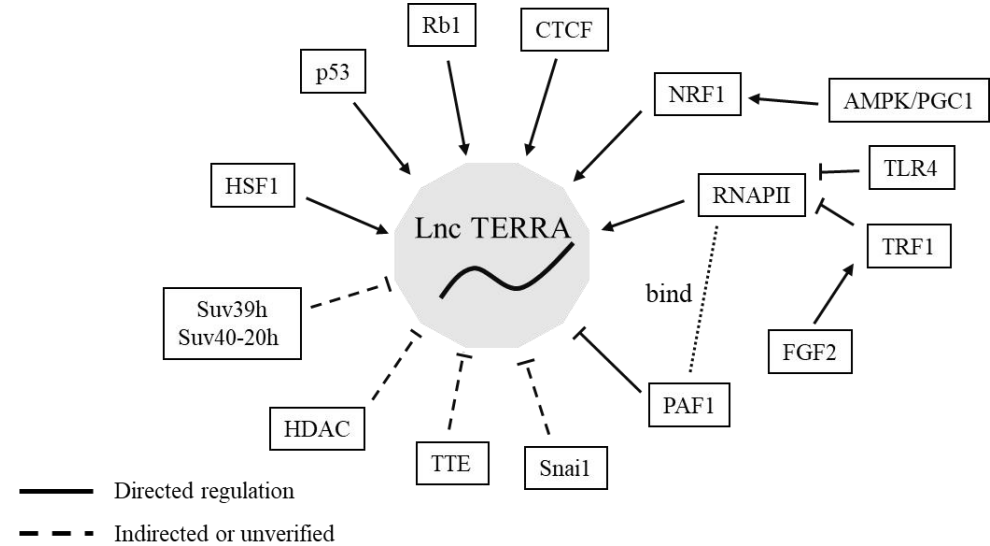 Rb1
CTCF
p53
NRF1
AMPK/PGC1
HSF1
TLR4
RNAPII
Lnc TERRA
TRF1
Suv39h
Suv40-20h
bind
FGF2
PAF1
HDAC
TTE
Snai1
Directed regulation
Indirected or unverified